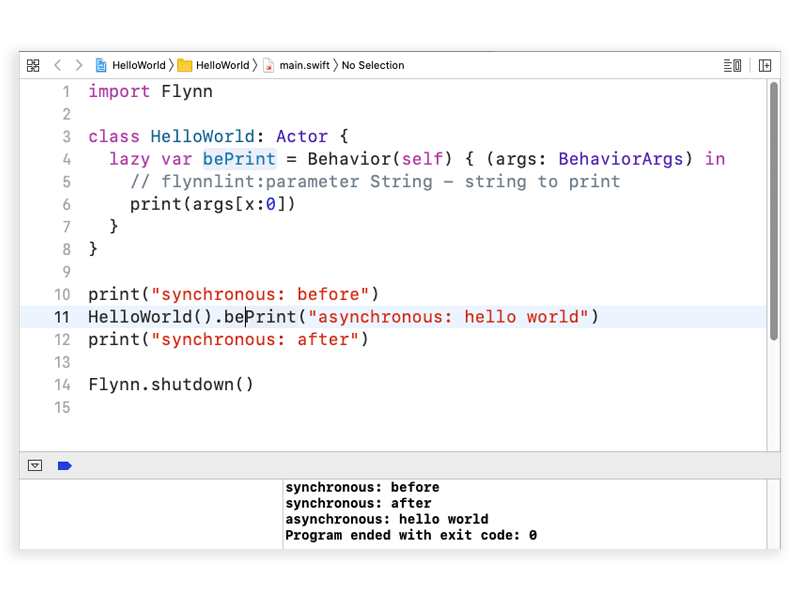 HelloWorld HelloWorld main.swift No Selection
1 import Flynn
2
3 class HelloWorld: Actor {
4   lazy var bePrint = Behavior(self) { (args: BehaviorArgs) in
5     // flynnlint:parameter String - string to print
6     print(args[x:0])
7   }
8 }
9
10 print("synchronous: before")
11 HelloWorld().bePrint("asynchronous: hello world")
12 print("synchronous: after")
13
14 Flynn.shutdown()
15
synchronous: before
synchronous: after
asynchronous: hello world
Program ended with exit code: 0